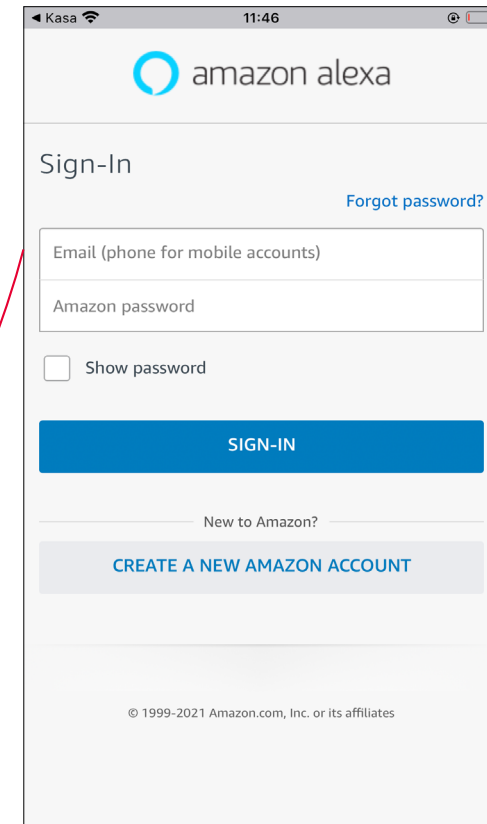 ◄ Kasa 11:46
amazon alexa
Sign-In
Forgot password?
Email (phone for mobile accounts)
Amazon password
Show password
SIGN-IN
New to Amazon?
CREATE A NEW AMAZON ACCOUNT
© 1999-2021 Amazon.com, Inc. or its affiliates